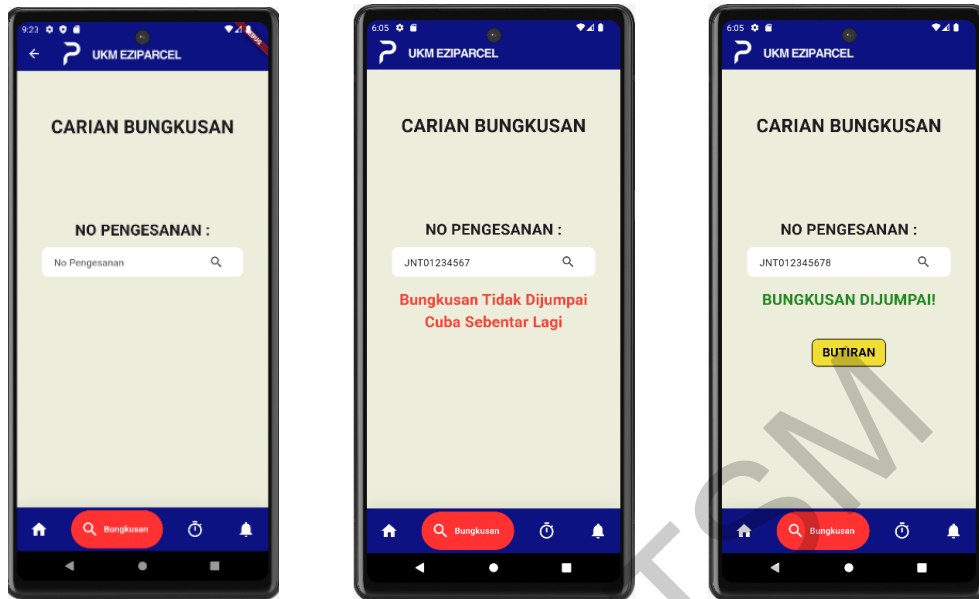 9:23
UKM EZIPARCEL
CARIAN BUNGKUSAN
NO PENGESANAN :
No Pengesanan
Bungkusan
6:05
UKM EZIPARCEL
CARIAN BUNGKUSAN
NO PENGESANAN :
JNT01234567
Bungkusan Tidak Dijumpai
Cuba Sebentar Lagi
Bungkusan
6:05
UKM EZIPARCEL
CARIAN BUNGKUSAN
NO PENGESANAN :
JNT012345678
BUNGKUSAN DIJUMPAI!
BUTIRAN
Bungkusan
TSM